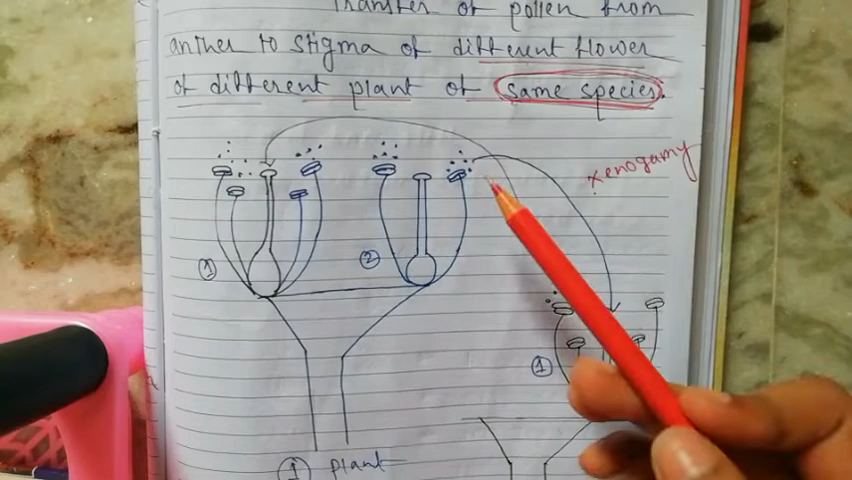 Transfer of pollen from
anther to stigma of different flower
of different plant of same species.
xenogamy
1
2
1
1 plant